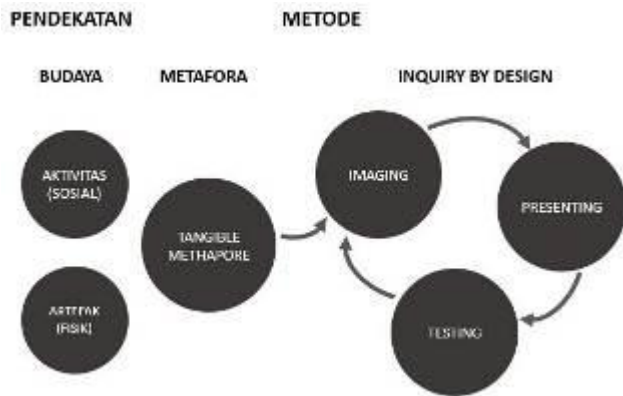 PENDEKATAN
METODE
BUDAYA
METAFORA
INQUIRY BY DESIGN
AKTIVITAS
(SOSIAL)
ARTEFAK
(FISIK)
TANGIBLE
METHAPORE
IMAGING
PRESENTING
TESTING